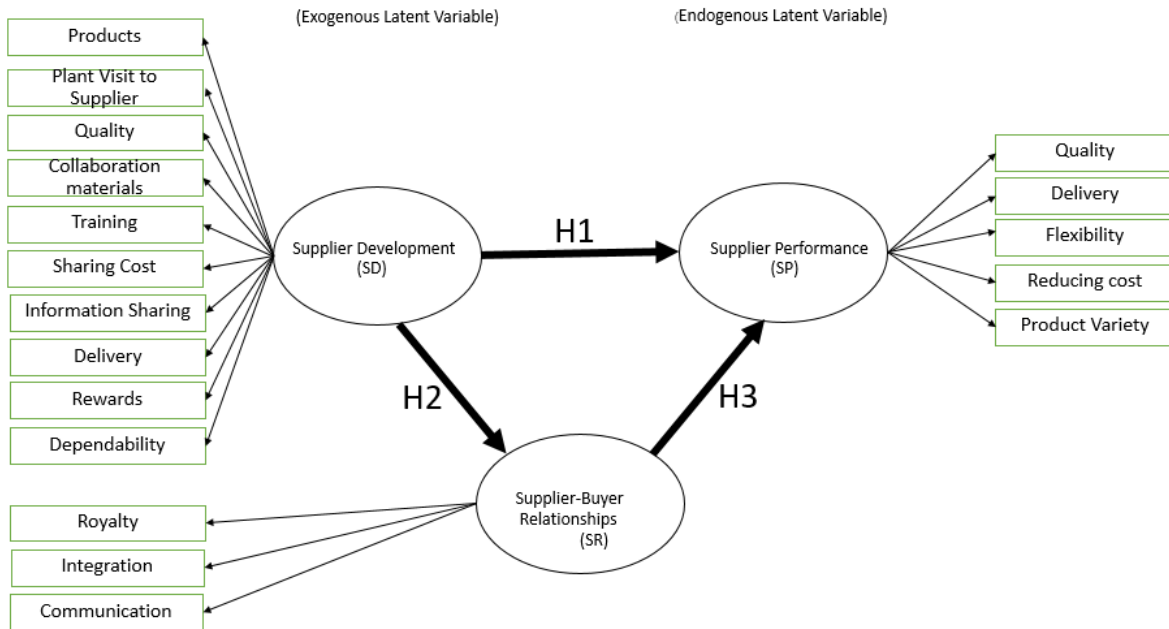 (Exogenous Latent Variable)
(Endogenous Latent Variable)
Products
Plant Visit to
Supplier
Quality
Collaboration
materials
Training
Sharing Cost
Information Sharing
Delivery
Rewards
Dependability
Supplier Development
(SD)
H1
Supplier Performance
(SP)
Quality
Delivery
Flexibility
Reducing cost
Product Variety
H2
H3
Supplier-Buyer
Relationships
(SR)
Royalty
Integration
Communication